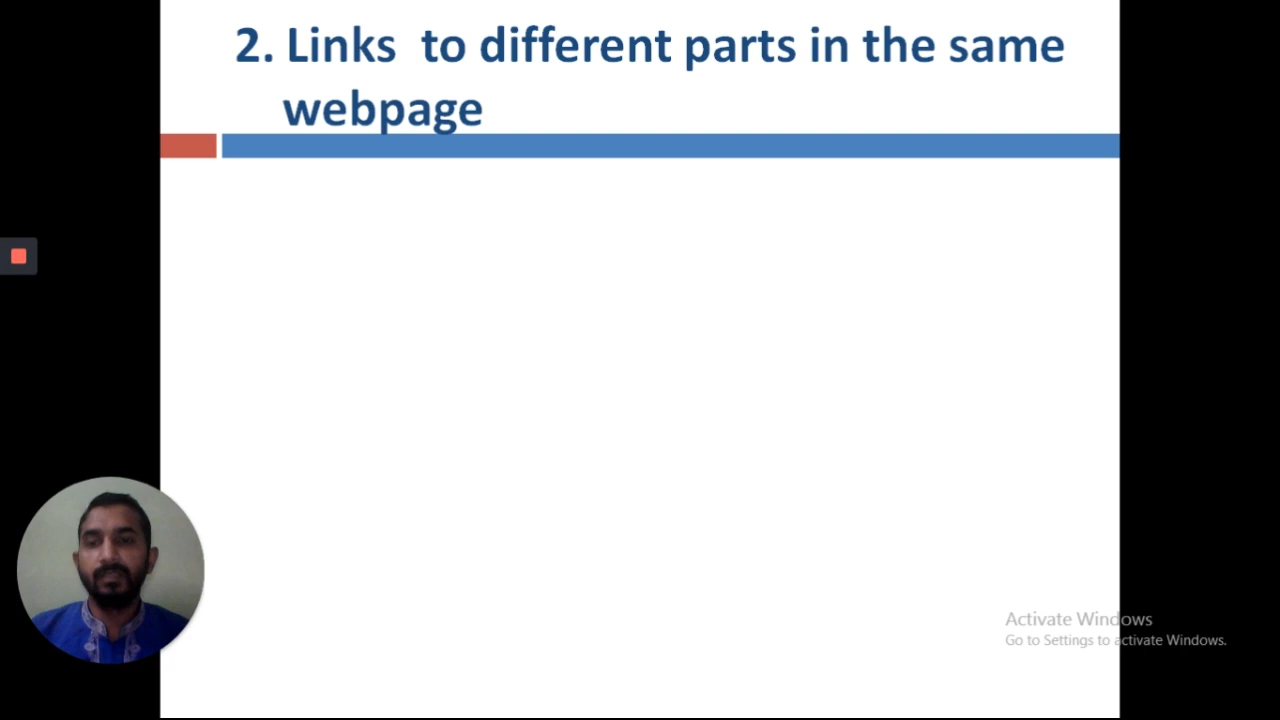 2. Links to different parts in the same
webpage
Activate Windows
Go to Settings to activate Windows.